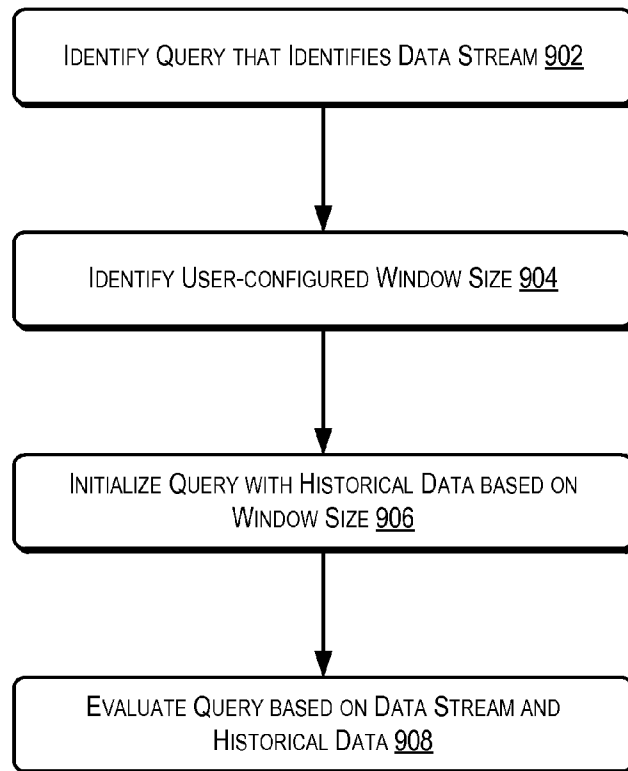 IDENTIFY QUERY THAT IDENTIFIES DATA STREAM 902
IDENTIFY USER-CONFIGURED WINDOW SIZE 904
INITIALIZE QUERY WITH HISTORICAL DATA BASED ON
WINDOW SIZE 906
EVALUATE QUERY BASED ON DATA STREAM AND
HISTORICAL DATA 908